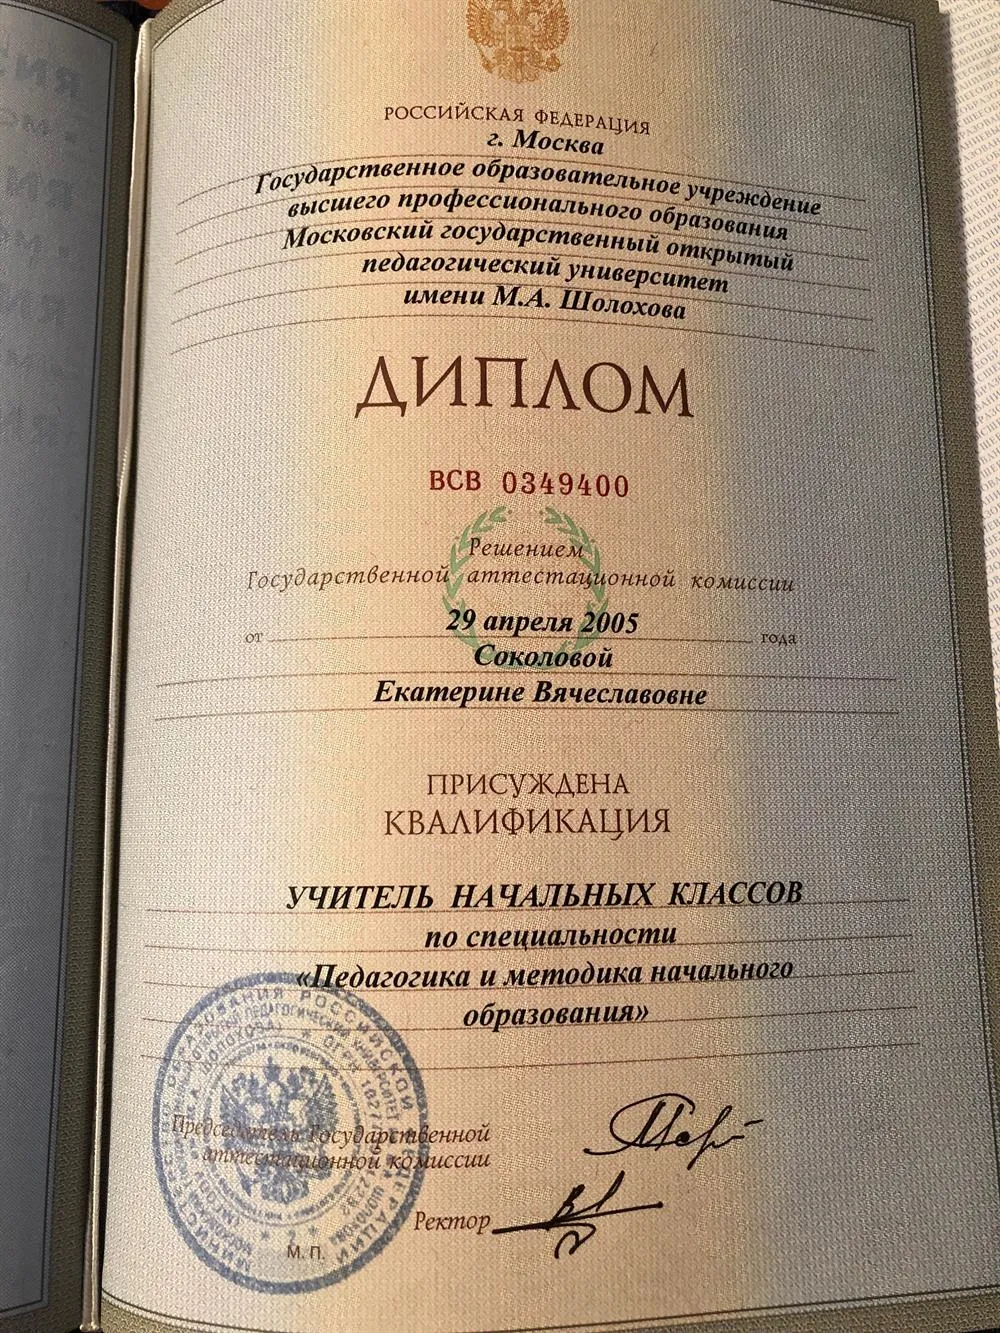 РОССИЙСКАЯ ФЕДЕРАЦИЯ
г. Москва
Государственное образовательное учреждение
высшего профессионального образования
Московский государственный открытый
педагогический университет
имени М.А. Шолохова
ДИПЛОМ
ВСВ 0349400
Решением
Государственной аттестационной комиссии
от 29 апреля 2005 года
Соколовой
Екатерине Вячеславовне
ПРИСУЖДЕНА
КВАЛИФИКАЦИЯ
УЧИТЕЛЬ НАЧАЛЬНЫХ КЛАССОВ
по специальности
«Педагогика и методика начального
образования»
Председатель Государственной
аттестационной комиссии
Ректор
М. П.